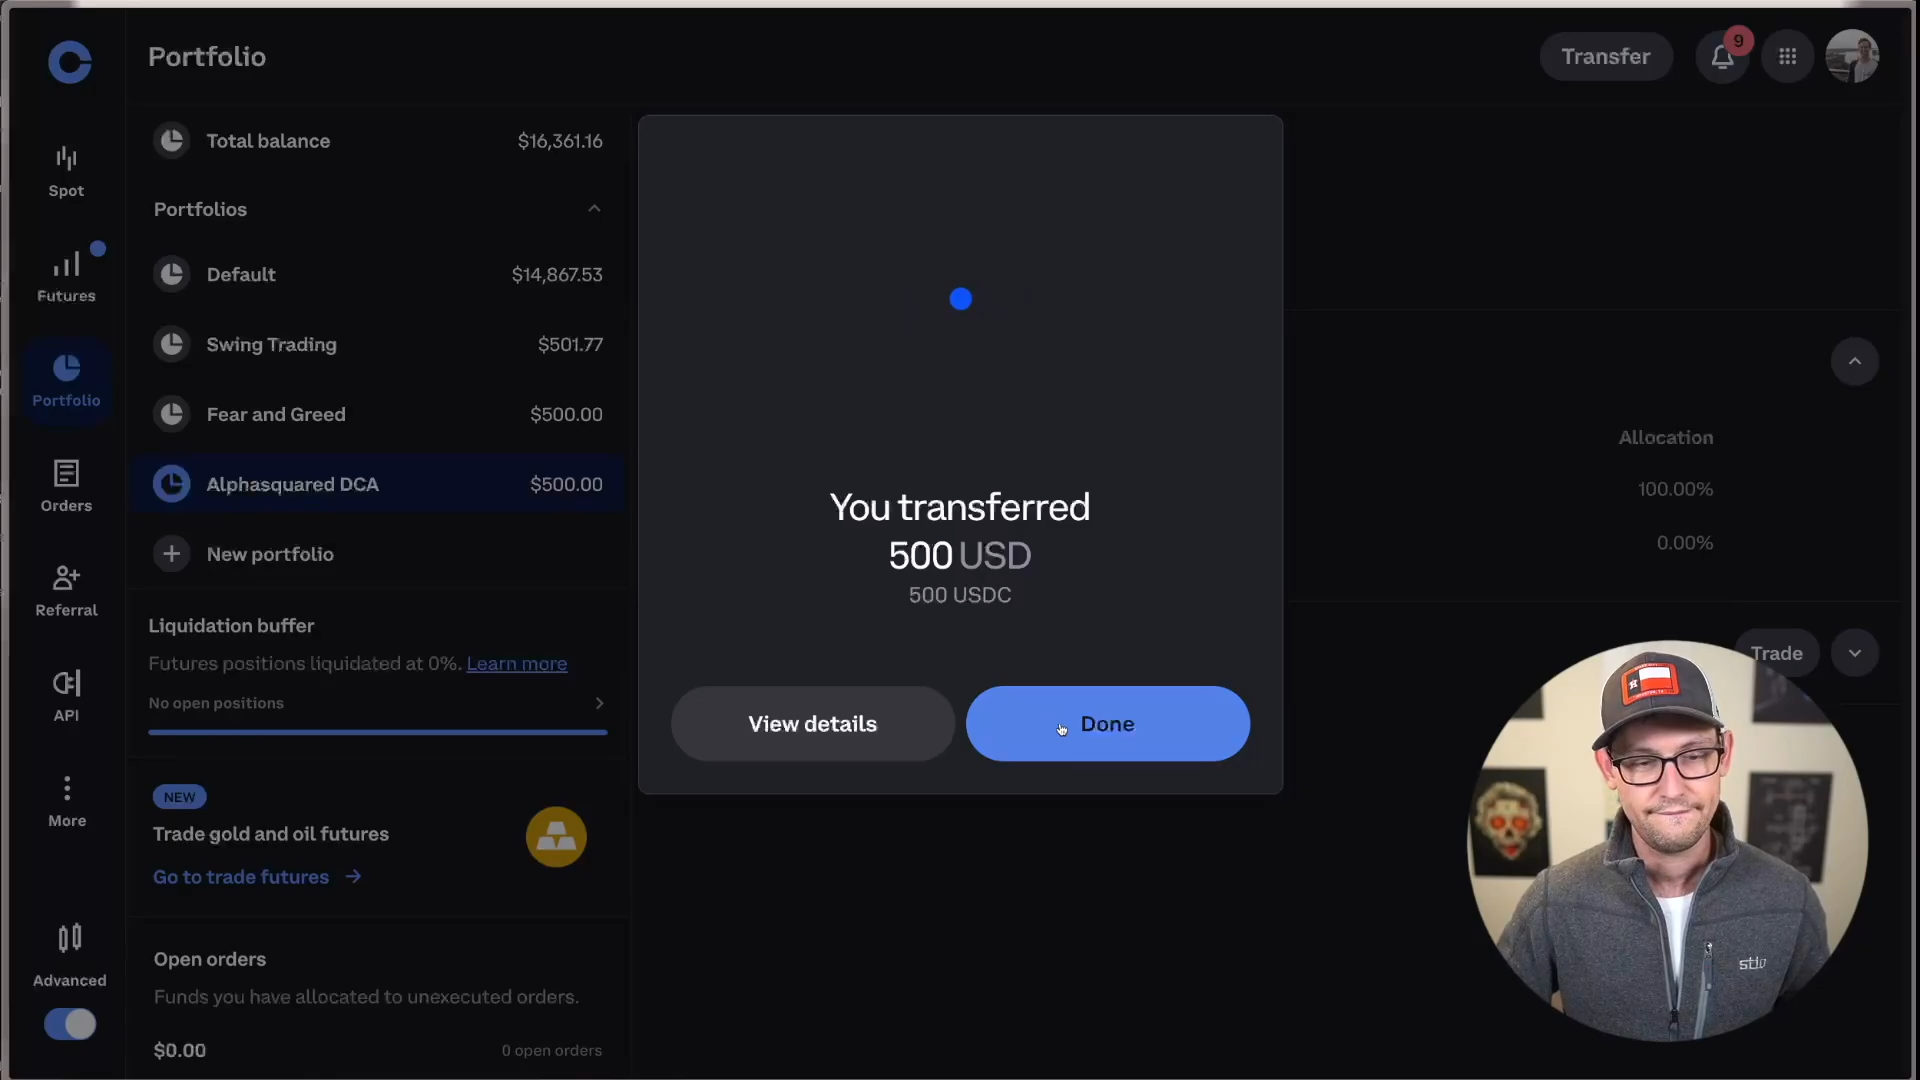 Portfolio
Transfer
9
Spot
Futures
Portfolio
Orders
Referral
API
More
Advanced
Total balance $16,361.16
Portfolios
Default $14,867.53
Swing Trading $501.77
Fear and Greed $500.00
Alphasquared DCA $500.00
New portfolio
Liquidation buffer
Futures positions liquidated at 0%. Learn more
No open positions
NEW
Trade gold and oil futures
Go to trade futures
Open orders
Funds you have allocated to unexecuted orders.
$0.00 0 open orders
You transferred
500 USD
500 USDC
View details
Done
Allocation
100.00%
0.00%
Trade
stio